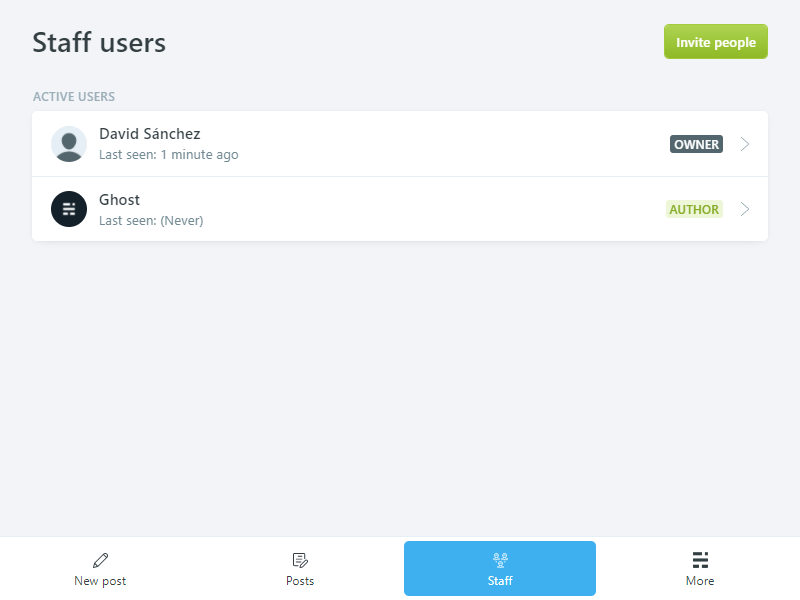 Staff users
Invite people
ACTIVE USERS
David Sánchez
Last seen: 1 minute ago
OWNER
Ghost
Last seen: (Never)
AUTHOR
New post
Posts
Staff
More